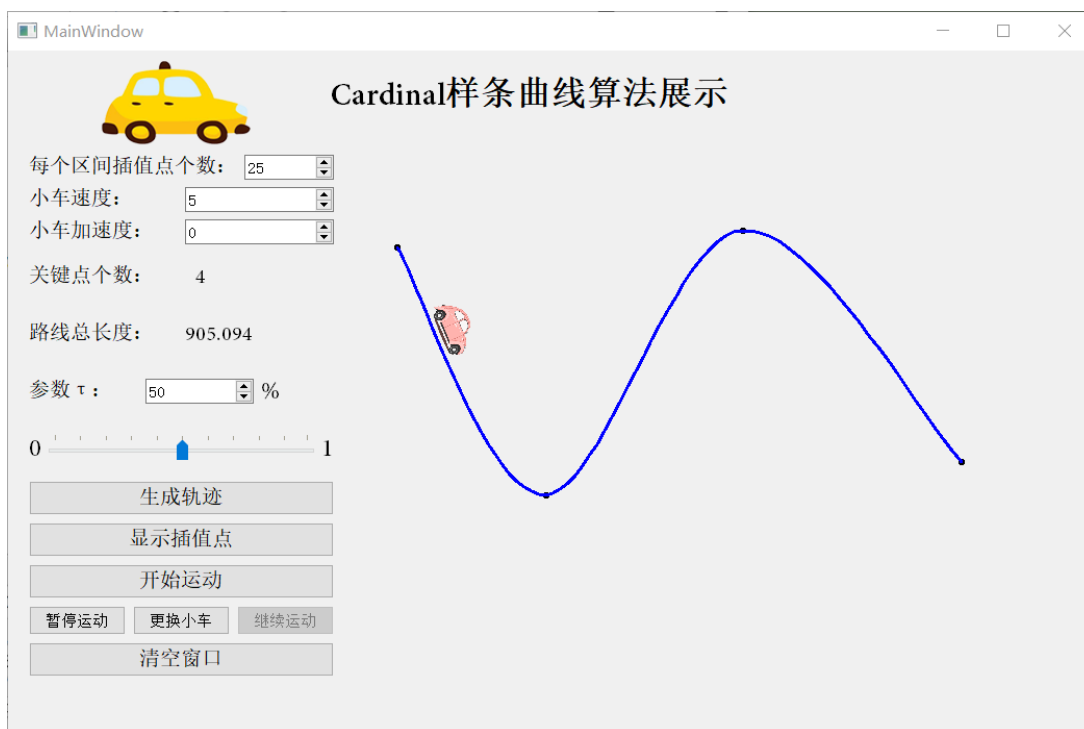 MainWindow
Cardinal样条曲线算法展示
每个区间插值点个数： 25
小车速度： 5
小车加速度： 0
关键点个数： 4
路线总长度： 905.094
参数τ： 50 %
0 1
生成轨迹
显示插值点
开始运动
暂停运动 更换小车 继续运动
清空窗口